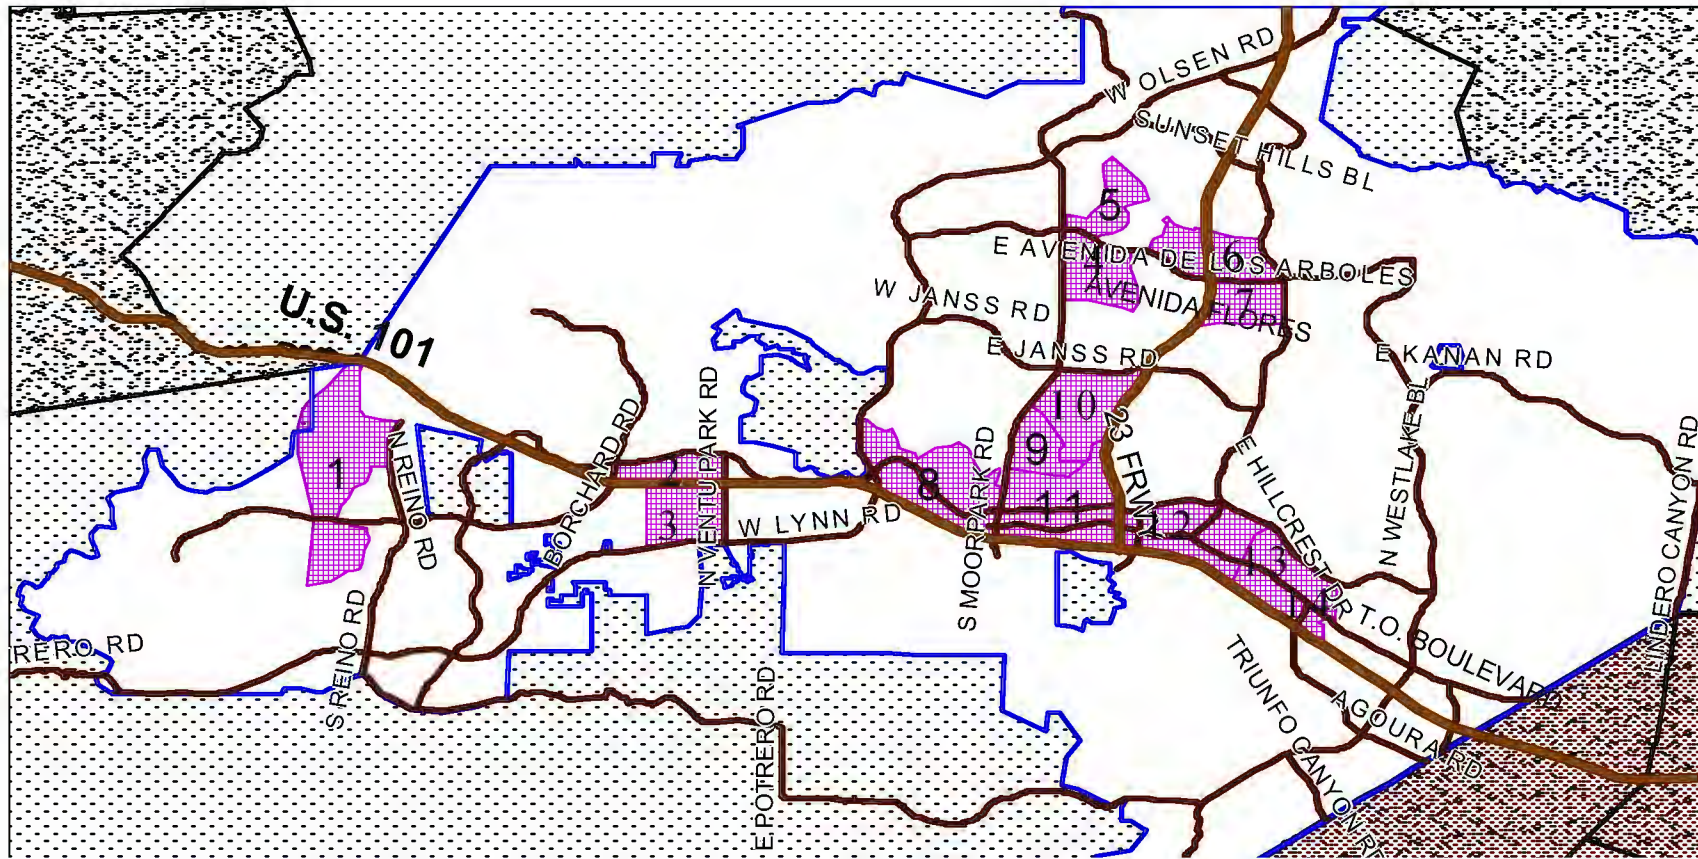 W OLSEN RD
SUNSET HILLS BL
5
E AVENIDA DE LOS ARBOLES
6
4
W JANSS RD
AVENIDA FLORES
7
U.S. 101
E JANSS RD
E KANAN RD
10
23 FRWY
N WESTLAKE BL
LINDERO CANYON RD
N VENTU PARK RD
BORCHARD RD
N REINO RD
1
2
3
W LYNN RD
8
9
S MOORPARK RD
11
12
E HILLCREST DR
13
14
T.O. BOULEVARD
RERO RD
S REINO RD
E POTRERO RD
TRIUNFO CANYON RD
AGOURA RD